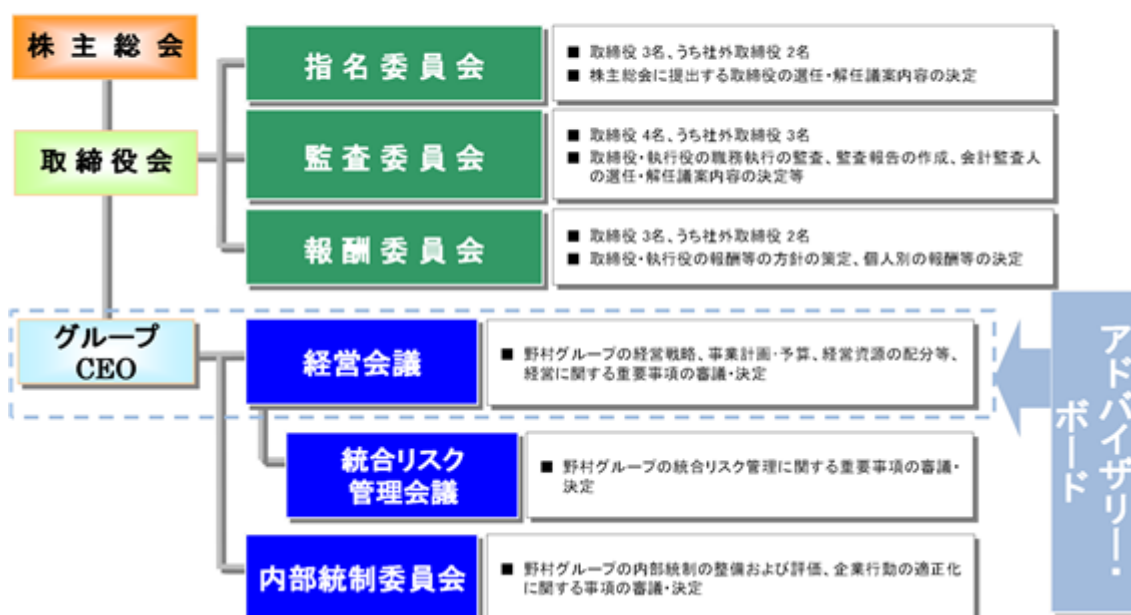 株主総会
取締役会
指名委員会
■ 取締役 3名、うち社外取締役 2名
■ 株主総会に提出する取締役の選任・解任議案内容の決定
監査委員会
■ 取締役 4名、うち社外取締役 3名
■ 取締役・執行役の職務執行の監査、監査報告の作成、会計監査人
の選任・解任議案内容の決定等
報酬委員会
■ 取締役 3名、うち社外取締役 2名
■ 取締役・執行役の報酬等の方針の策定、個人別の報酬等の決定
グループ
CEO
経営会議
■ 野村グループの経営戦略、事業計画・予算、経営資源の配分等、
経営に関する重要事項の審議・決定
統合リスク
管理会議
■ 野村グループの統合リスク管理に関する重要事項の審議・
決定
内部統制委員会
■ 野村グループの内部統制の整備および評価、企業行動の適正化
に関する事項の審議・決定
アドバイザリー・
ボード